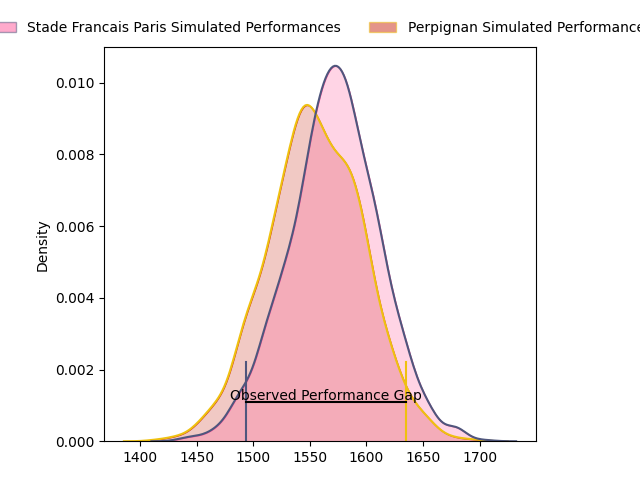 Stade Francais Paris Simulated Performances Perpignan Simulated Performance
0.010
0.008
0.006
0.004
0.002
0.000
Density
Observed Performance Gap
1400 1450 1500 1550 1600 1650 1700